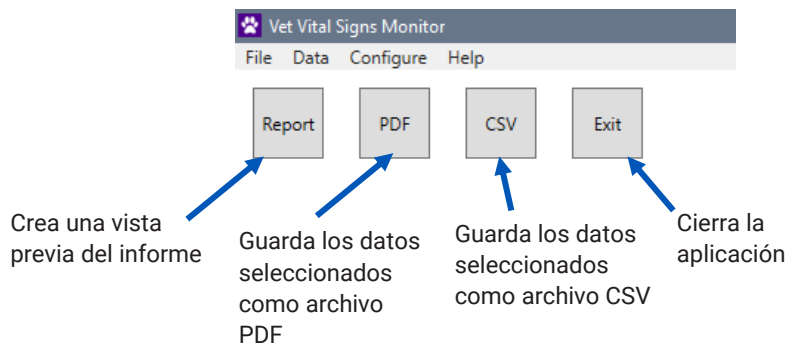 Vet Vital Signs Monitor
File Data Configure Help
Report PDF CSV Exit
Crea una vista
previa del informe
Guarda los datos
seleccionados
como archivo
PDF
Guarda los datos
seleccionados
como archivo CSV
Cierra la
aplicación